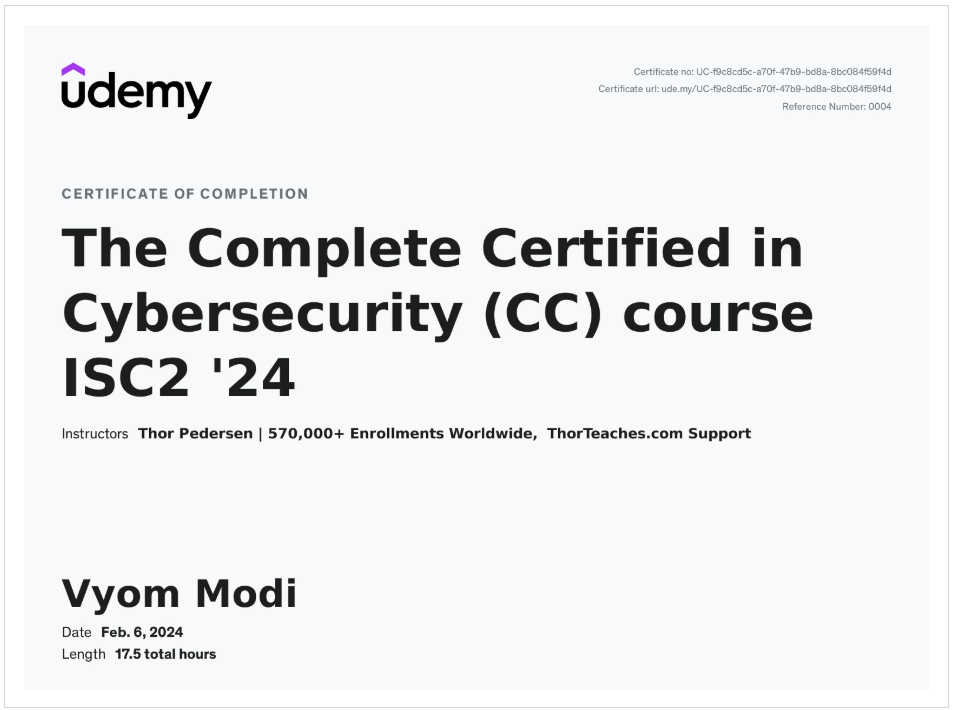 udemy
Certificate no: UC-f9c8cd5c-a70f-47b9-bd8a-8bc084f59f4d
Certificate url: ude.my/UC-f9c8cd5c-a70f-47b9-bd8a-8bc084f59f4d
Reference Number: 0004
CERTIFICATE OF COMPLETION
The Complete Certified in
Cybersecurity (CC) course
ISC2 '24
Instructors Thor Pedersen | 570,000+ Enrollments Worldwide, ThorTeaches.com Support
Vyom Modi
Date Feb. 6, 2024
Length 17.5 total hours